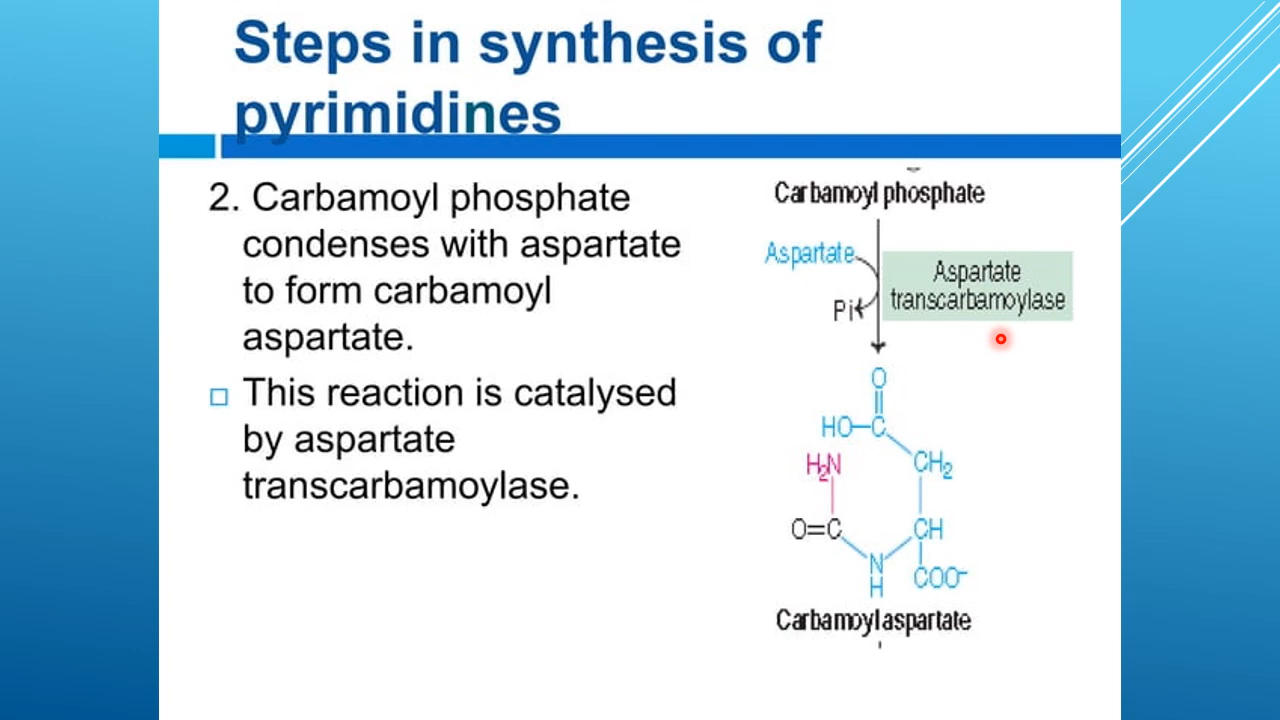 Steps in synthesis of
pyrimidines
2. Carbamoyl phosphate
condenses with aspartate
to form carbamoyl
aspartate.
This reaction is catalysed
by aspartate
transcarbamoylase.
Carbamoyl phosphate
Aspartate
Aspartate
transcarbamoylase
Pi
O
HO–C
H₂N
CH₂
O=C
CH
N
H
COO⁻
Carbamoyl aspartate